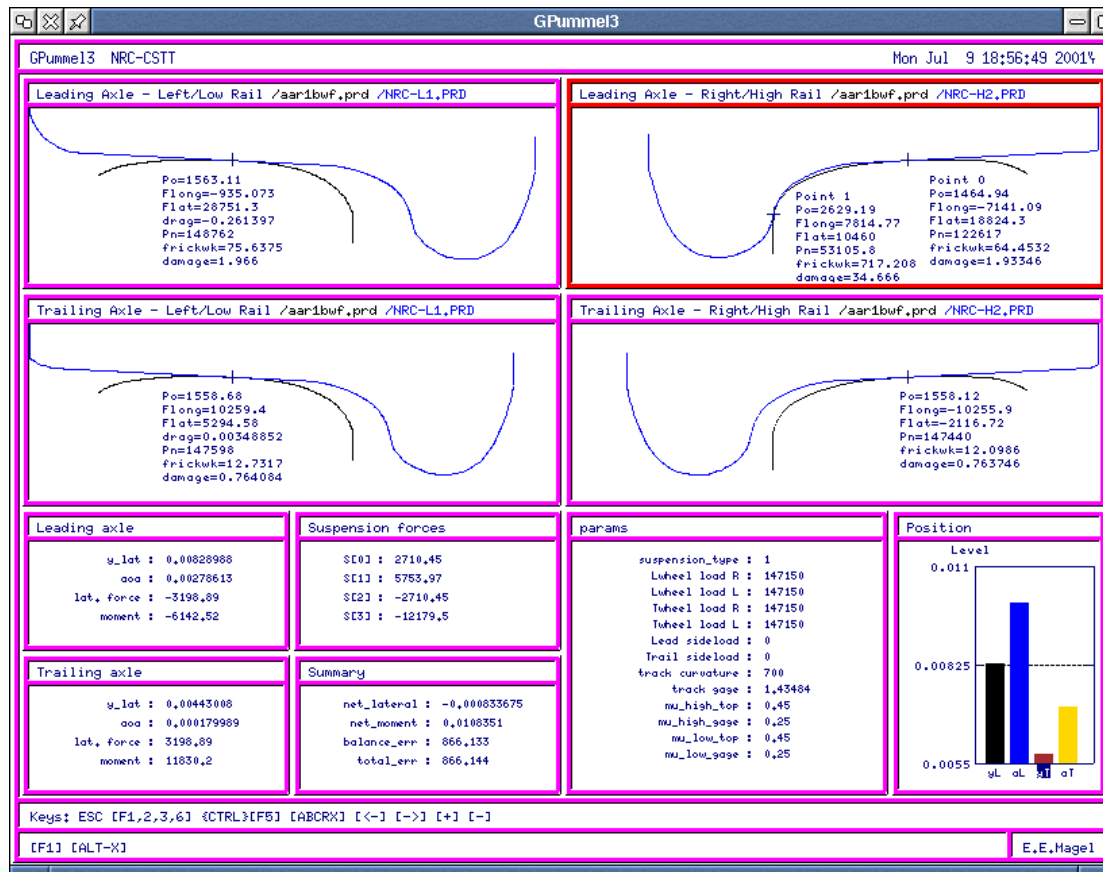 GPummel3
GPummel3 NRC-CSTT
Mon Jul 9 18:56:49 2001
Leading Axle - Left/Low Rail /aar1bwf.prd /NRC-L1.PRD
Po=1563.11
Flong=-935.073
Flat=28751.3
drag=-0.261397
Pn=148762
frickwk=75.6375
damage=1.966
Leading Axle - Right/High Rail /aar1bwf.prd /NRC-H2.PRD
Point 1
Po=2629.19
Flong=7814.77
Flat=10460
Pn=53105.8
frickwk=717.208
damage=34.666
Point 0
Po=1464.94
Flong=-7141.09
Flat=18824.3
Pn=122617
frickwk=64.4532
damage=1.93346
Trailing Axle - Left/Low Rail /aar1bwf.prd /NRC-L1.PRD
Po=1558.68
Flong=10259.4
Flat=5294.58
drag=0.00348852
Pn=147598
frickwk=12.7317
damage=0.764084
Trailing Axle - Right/High Rail /aar1bwf.prd /NRC-H2.PRD
Po=1558.12
Flong=-10255.9
Flat=-2116.72
Pn=147440
frickwk=12.0986
damage=0.763746
Leading axle
y_lat : 0.00828988
aoa : 0.00278613
lat. force : -3198.89
moment : -6142.52
Suspension forces
S[0] : 2710.45
S[1] : 5753.97
S[2] : -2710.45
S[3] : -12179.5
params
suspension_type : 1
Lwheel load R : 147150
Lwheel load L : 147150
Twheel load R : 147150
Twheel load L : 147150
Lead sideload : 0
Trail sideload : 0
track curvature : 700
track gage : 1.43484
mu_high_top : 0.45
mu_high_gage : 0.25
mu_low_top : 0.45
mu_low_gage : 0.25
Position
Level
0.011
0.00825
0.0055
yL aL yT aT
Trailing axle
y_lat : 0.00443008
aoa : 0.000179989
lat. force : 3198.89
moment : 11830.2
Summary
net_lateral : -0.000833675
net_moment : 0.0108351
balance_err : 866.133
total_err : 866.144
Keys: ESC [F1,2,3,6] {CTRL}[F5] [ABCRX] [<-] [->] [+] [-]
[F1] [ALT-X]
E.E.Magel